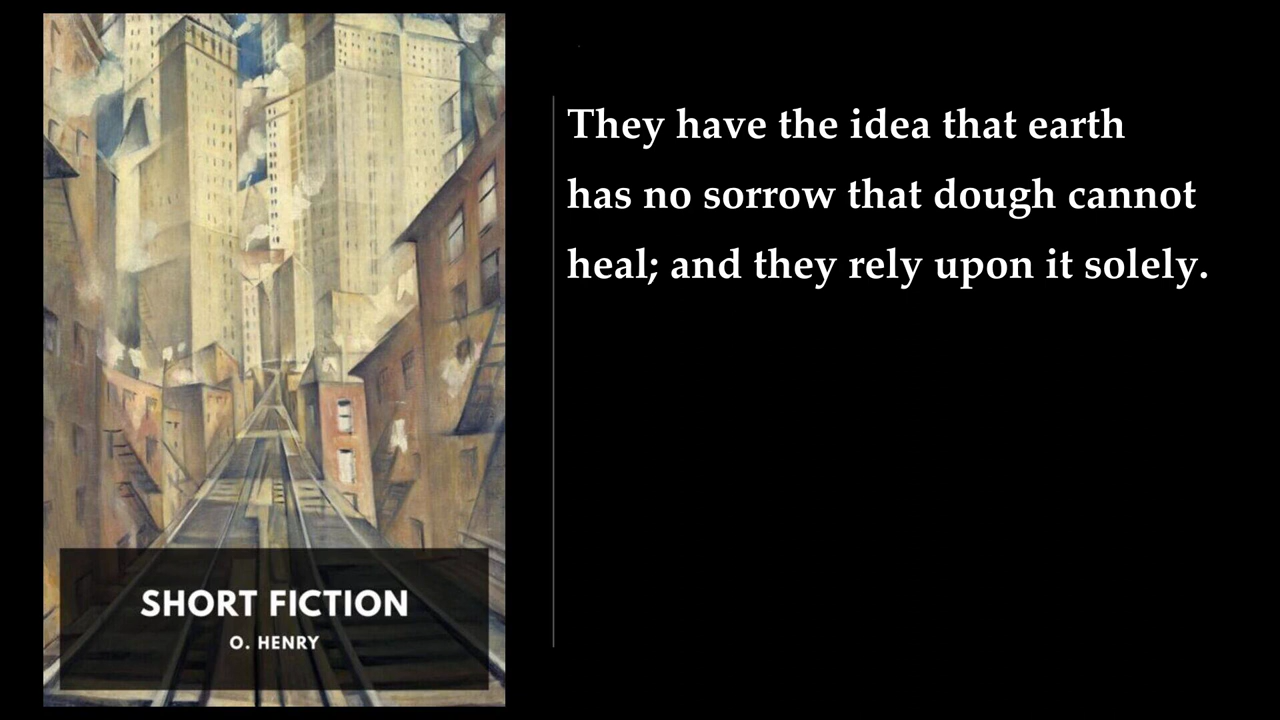 They have the idea that earth
has no sorrow that dough cannot
heal; and they rely upon it solely.
SHORT FICTION
O. HENRY